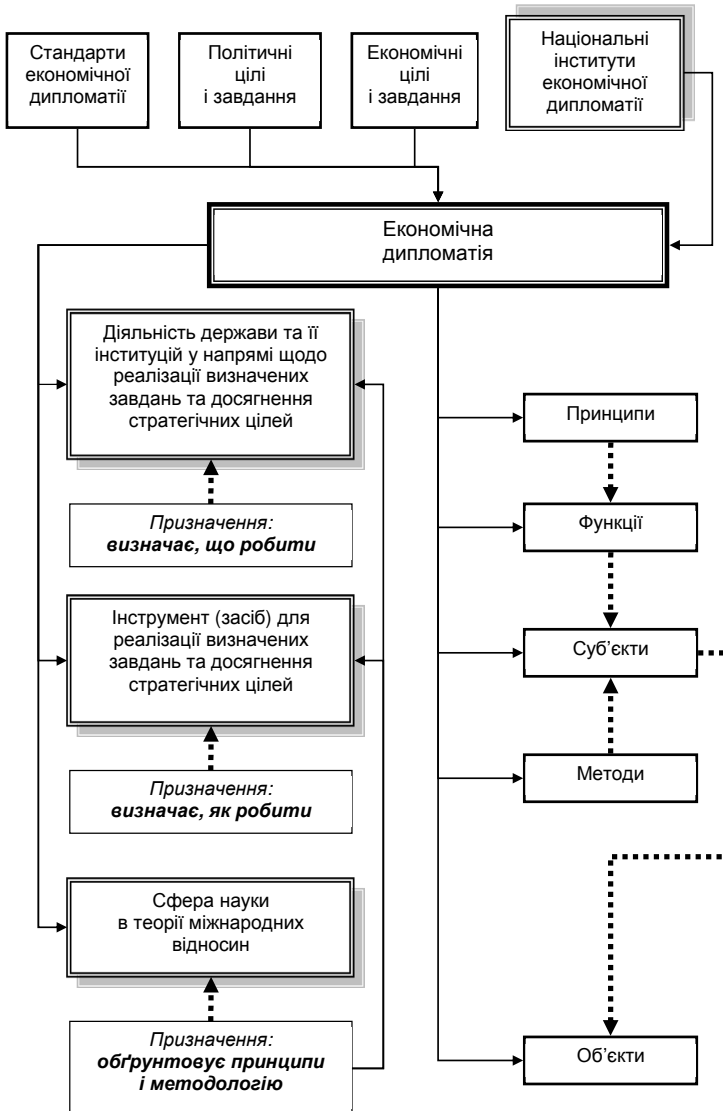 Стандарти
економічної
дипломатії
Політичні
цілі
і завдання
Економічні
цілі
і завдання
Національні
інститути
економічної
дипломатії
Економічна
дипломатія
Діяльність держави та її
інституцій у напрямі щодо
реалізації визначених
завдань та досягнення
стратегічних цілей
Призначення:
визначає, що робити
Інструмент (засіб) для
реалізації визначених
завдань та досягнення
стратегічних цілей
Призначення:
визначає, як робити
Сфера науки
в теорії міжнародних
відносин
Призначення:
обґрунтовує принципи
і методологію
Принципи
Функції
Суб’єкти
Методи
Об’єкти